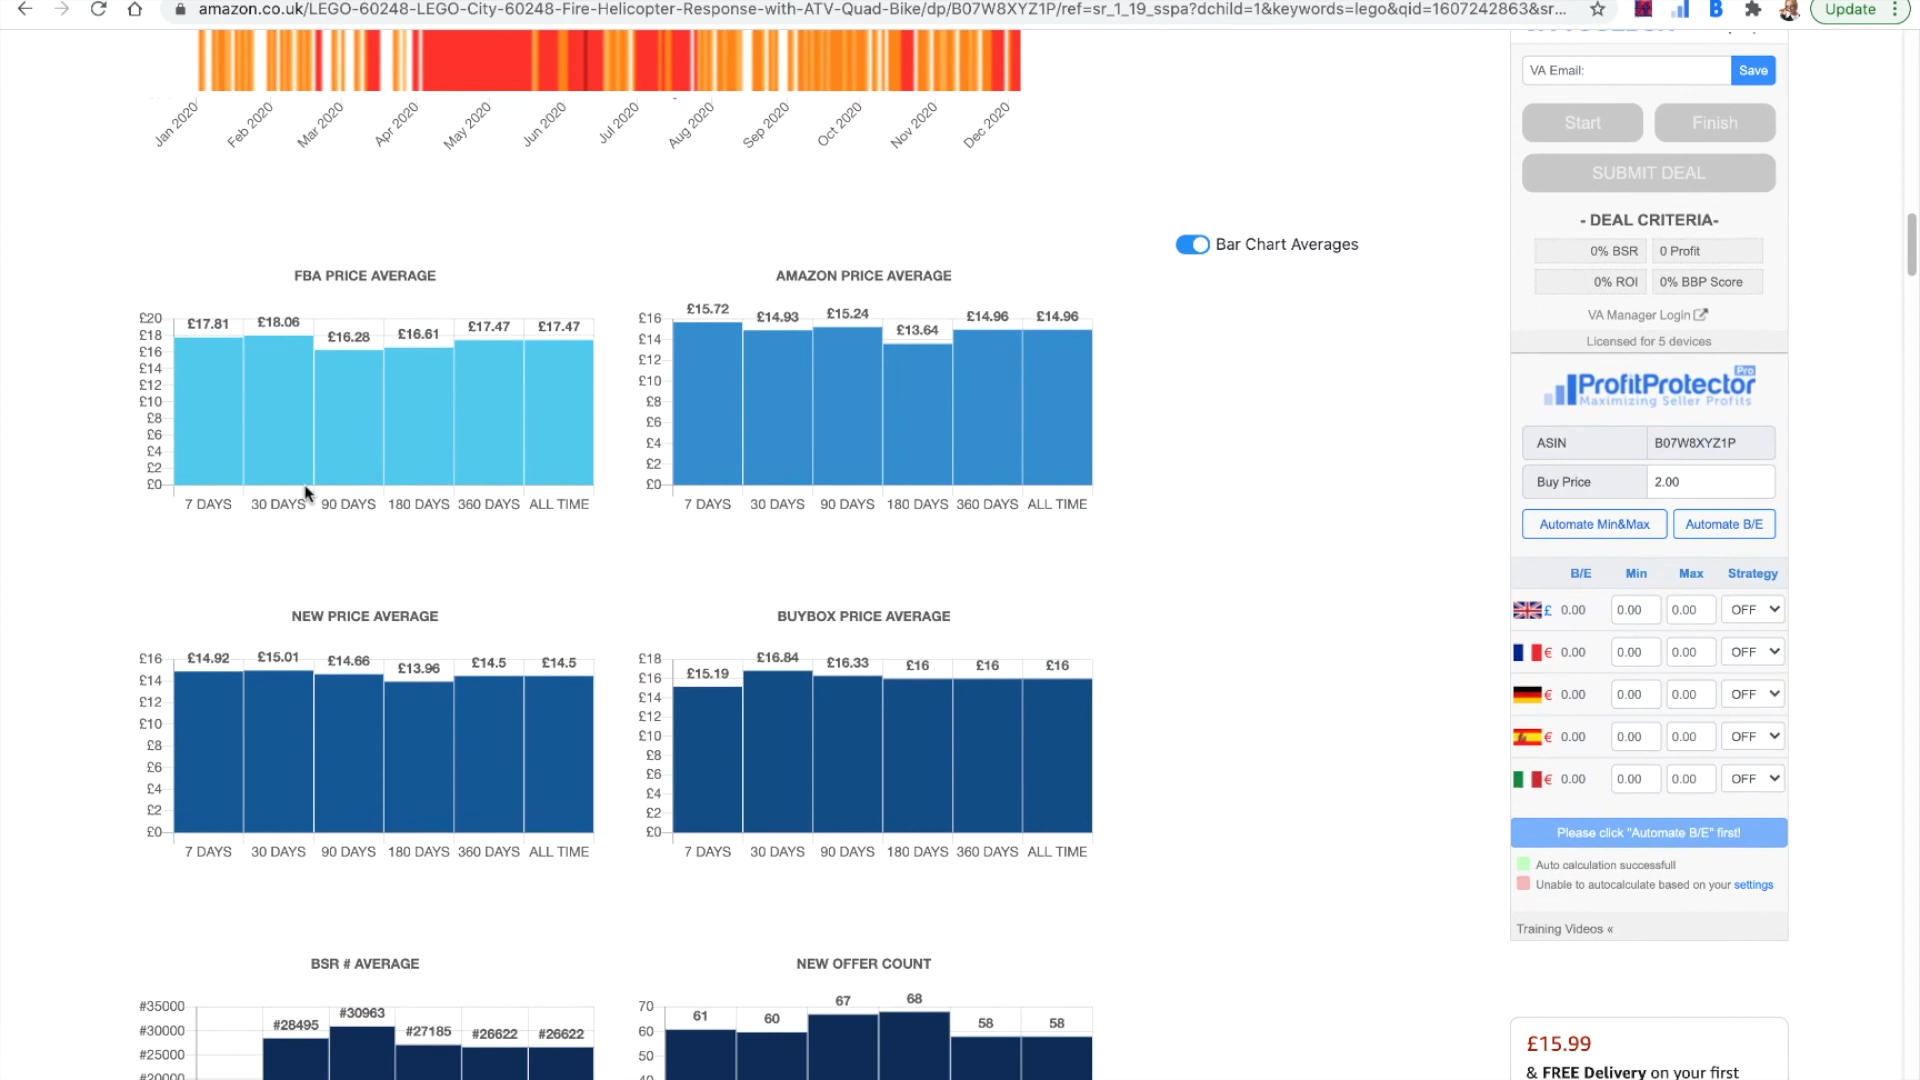 amazon.co.uk/LEGO-60248-LEGO-City-60248-Fire-Helicopter-Response-with-ATV-Quad-Bike/dp/B07W8XYZ1P/ref=sr_1_19_sspa?dchild=1&keywords=lego&qid=1607242863&sr... Update
VA Email: Save
Jan 2020 Feb 2020 Mar 2020 Apr 2020 May 2020 Jun 2020 Jul 2020 Aug 2020 Sep 2020 Oct 2020 Nov 2020 Dec 2020
Start Finish
SUBMIT DEAL
- DEAL CRITERIA-
0% BSR 0 Profit
0% ROI 0% BBP Score
VA Manager Login
Licensed for 5 devices
Bar Chart Averages
FBA PRICE AVERAGE
£20
£18
£16
£14
£12
£10
£8
£6
£4
£2
£0
£17.81 £18.06 £16.28 £16.61 £17.47 £17.47
7 DAYS 30 DAYS 90 DAYS 180 DAYS 360 DAYS ALL TIME
AMAZON PRICE AVERAGE
£16
£14
£12
£10
£8
£6
£4
£2
£0
£15.72 £14.93 £15.24 £13.64 £14.96 £14.96
7 DAYS 30 DAYS 90 DAYS 180 DAYS 360 DAYS ALL TIME
ProfitProtector Pro
Maximizing Seller Profits
ASIN B07W8XYZ1P
Buy Price 2.00
Automate Min&Max Automate B/E
B/E Min Max Strategy
£ 0.00 0.00 0.00 OFF
€ 0.00 0.00 0.00 OFF
€ 0.00 0.00 0.00 OFF
€ 0.00 0.00 0.00 OFF
€ 0.00 0.00 0.00 OFF
Please click "Automate B/E" first!
Auto calculation successfull
Unable to autocalculate based on your settings
Training Videos «
NEW PRICE AVERAGE
£16
£14
£12
£10
£8
£6
£4
£2
£0
£14.92 £15.01 £14.66 £13.96 £14.5 £14.5
7 DAYS 30 DAYS 90 DAYS 180 DAYS 360 DAYS ALL TIME
BUYBOX PRICE AVERAGE
£18
£16
£14
£12
£10
£8
£6
£4
£2
£0
£15.19 £16.84 £16.33 £16 £16 £16
7 DAYS 30 DAYS 90 DAYS 180 DAYS 360 DAYS ALL TIME
BSR # AVERAGE
#35000
#30000
#25000
#20000
#28495 #30963 #27185 #26622 #26622
NEW OFFER COUNT
70
60
50
40
61 60 67 68 58 58
£15.99
& FREE Delivery on your first